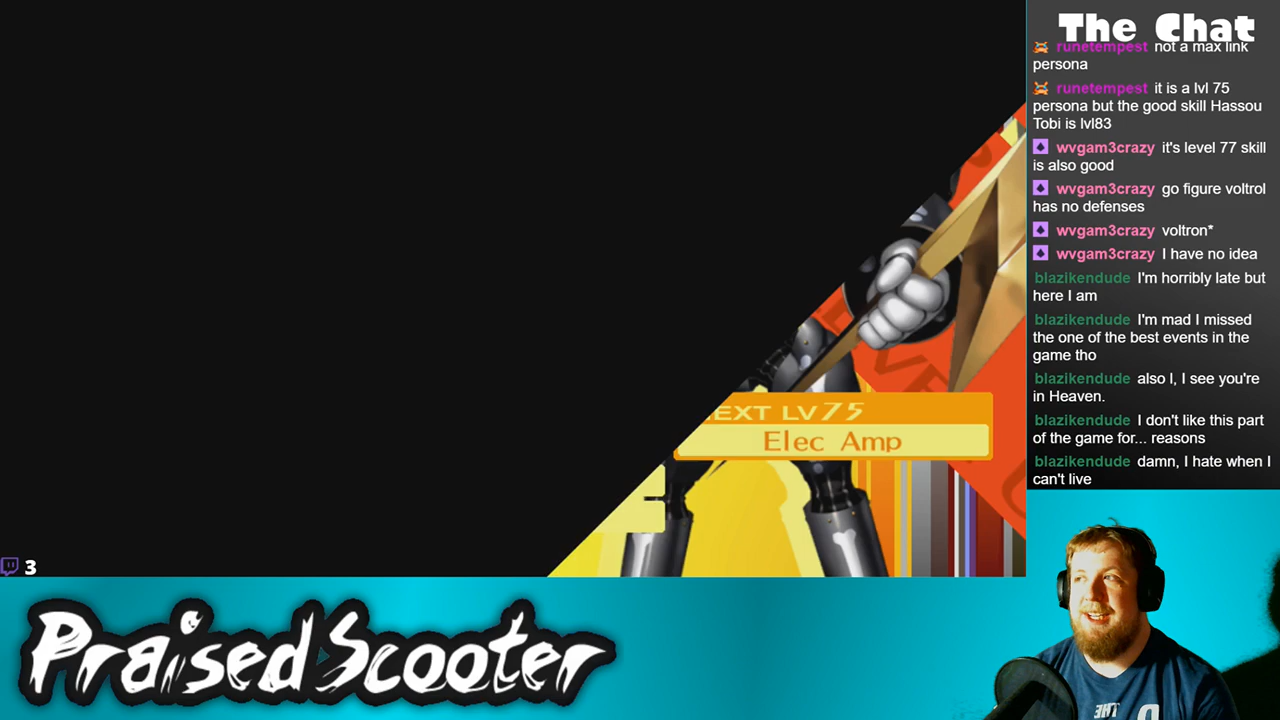 The Chat
runetempest not a max link
persona
runetempest it is a lvl 75
persona but the good skill Hassou
Tobi is lvl83
wvgam3crazy it's level 77 skill
is also good
wvgam3crazy go figure voltrol
has no defenses
wvgam3crazy voltron*
wvgam3crazy I have no idea
blazikendude I'm horribly late but
here I am
blazikendude I'm mad I missed
the one of the best events in the
game tho
blazikendude also I, I see you're
in Heaven.
blazikendude I don't like this part
of the game for... reasons
blazikendude damn, I hate when I
can't live
EXT LV75
Elec Amp
3
PraisedScooter
THE